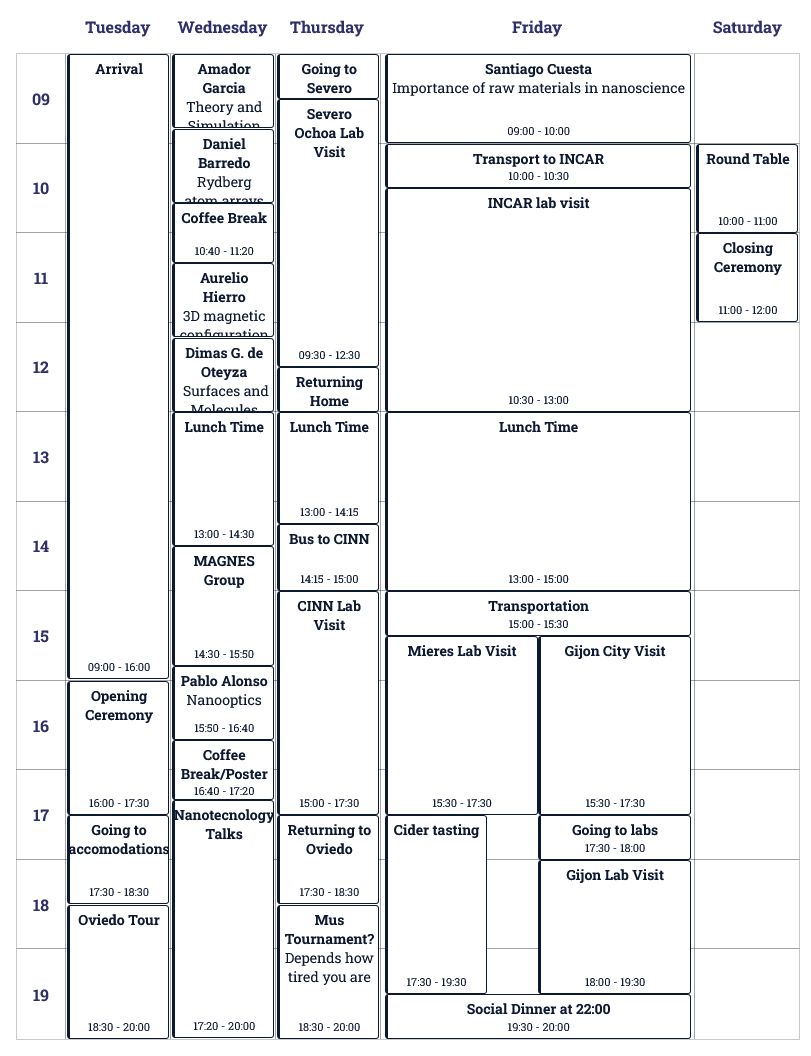 Tuesday
Wednesday
Thursday
Friday
Saturday
09
10
11
12
13
14
15
16
17
18
19
Arrival
09:00 - 16:00
Opening
Ceremony
16:00 - 17:30
Going to
accomodations
17:30 - 18:30
Oviedo Tour
18:30 - 20:00
Amador
Garcia
Theory and
Simulation
Daniel
Barredo
Rydberg
atom arrays
Coffee Break
10:40 - 11:20
Aurelio
Hierro
3D magnetic
configuration
Dimas G. de
Oteyza
Surfaces and
Molecules
Lunch Time
13:00 - 14:30
MAGNES
Group
14:30 - 15:50
Pablo Alonso
Nanooptics
15:50 - 16:40
Coffee
Break/Poster
16:40 - 17:20
Nanotecnology
Talks
17:20 - 20:00
Going to
Severo
Severo
Ochoa Lab
Visit
09:30 - 12:30
Returning
Home
Lunch Time
13:00 - 14:15
Bus to CINN
14:15 - 15:00
CINN Lab
Visit
15:00 - 17:30
Returning to
Oviedo
17:30 - 18:30
Mus
Tournament?
Depends how
tired you are
18:30 - 20:00
Santiago Cuesta
Importance of raw materials in nanoscience
09:00 - 10:00
Transport to INCAR
10:00 - 10:30
INCAR lab visit
10:30 - 13:00
Lunch Time
13:00 - 15:00
Transportation
15:00 - 15:30
Mieres Lab Visit
15:30 - 17:30
Gijon City Visit
15:30 - 17:30
Cider tasting
17:30 - 19:30
Going to labs
17:30 - 18:00
Gijon Lab Visit
18:00 - 19:30
Social Dinner at 22:00
19:30 - 20:00
Round Table
10:00 - 11:00
Closing
Ceremony
11:00 - 12:00